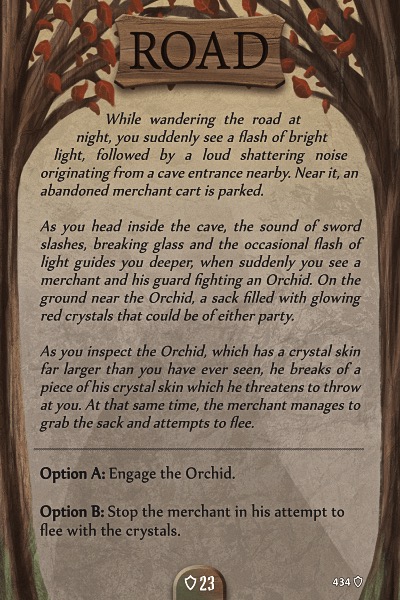 ROAD
While wandering the road at
night, you suddenly see a flash of bright
light, followed by a loud shattering noise
originating from a cave entrance nearby. Near it, an
abandoned merchant cart is parked.
As you head inside the cave, the sound of sword
slashes, breaking glass and the occasional flash of
light guides you deeper, when suddenly you see a
merchant and his guard fighting an Orchid. On the
ground near the Orchid, a sack filled with glowing
red crystals that could be of either party.
As you inspect the Orchid, which has a crystal skin
far larger than you have ever seen, he breaks of a
piece of his crystal skin which he threatens to throw
at you. At that same time, the merchant manages to
grab the sack and attempts to flee.
Option A: Engage the Orchid.
Option B: Stop the merchant in his attempt to
flee with the crystals.
23
434